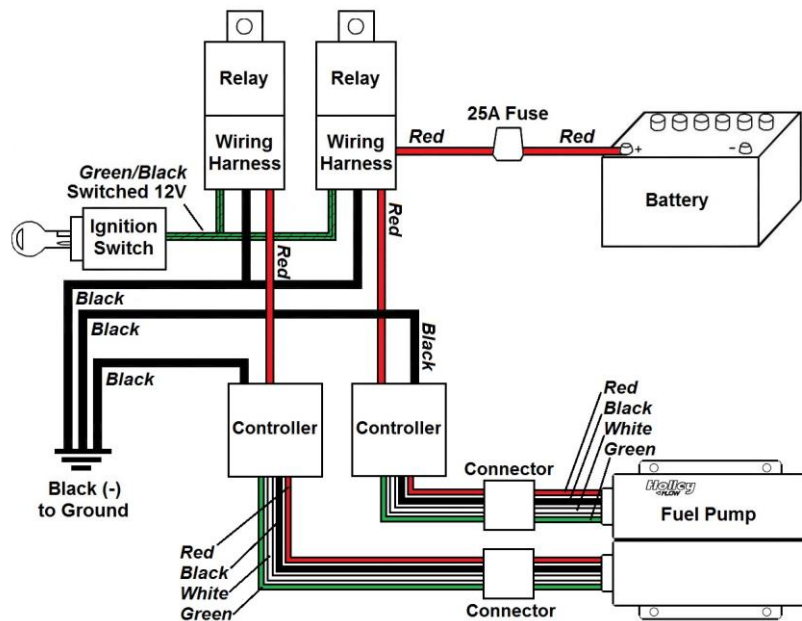 Relay
Relay
25A Fuse
Red
Red
Wiring
Harness
Wiring
Harness
+
-
Battery
Green/Black
Switched 12V
Ignition
Switch
Red
Red
Black
Black
Black
Black
Controller
Controller
Black (-)
to Ground
Red
Black
White
Green
Connector
Holley
FLOW
Fuel Pump
Red
Black
White
Green
Connector